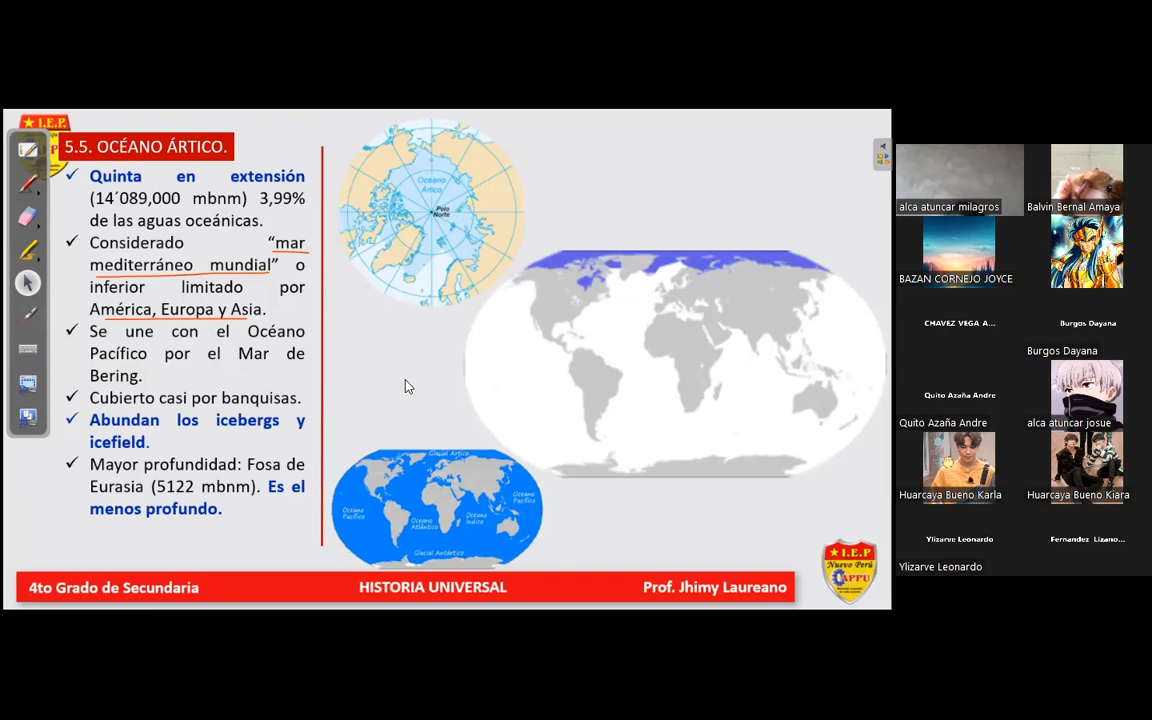 ★ I.E.P.
5.5. OCÉANO ÁRTICO.
Quinta en extensión
(14´089,000 mbnm) 3,99%
de las aguas oceánicas.
Considerado “mar
mediterráneo mundial” o
inferior limitado por
América, Europa y Asia.
Se une con el Océano
Pacífico por el Mar de
Bering.
Cubierto casi por banquisas.
Abundan los icebergs y
icefield.
Mayor profundidad: Fosa de
Eurasia (5122 mbnm). Es el
menos profundo.
Océano
Ártico
Polo
Norte
Glacial Ártico
Océano
Pacífico
Océano
Atlántico
Océano
Índico
Océano
Pacífico
Glacial Antártico
★ I.E.P
Nuevo Perú
CAPPU
4to Grado de Secundaria
HISTORIA UNIVERSAL
Prof. Jhimy Laureano
alca atuncar milagros
Balvin Bernal Amaya
BAZAN CORNEJO JOYCE
CHAVEZ VEGA A...
Burgos Dayana
Burgos Dayana
Quito Azaña Andre
Quito Azaña Andre
alca atuncar josue
Huarcaya Bueno Karla
Huarcaya Bueno Kiara
Ylizarve Leonardo
Fernandez Lizano...
Ylizarve Leonardo